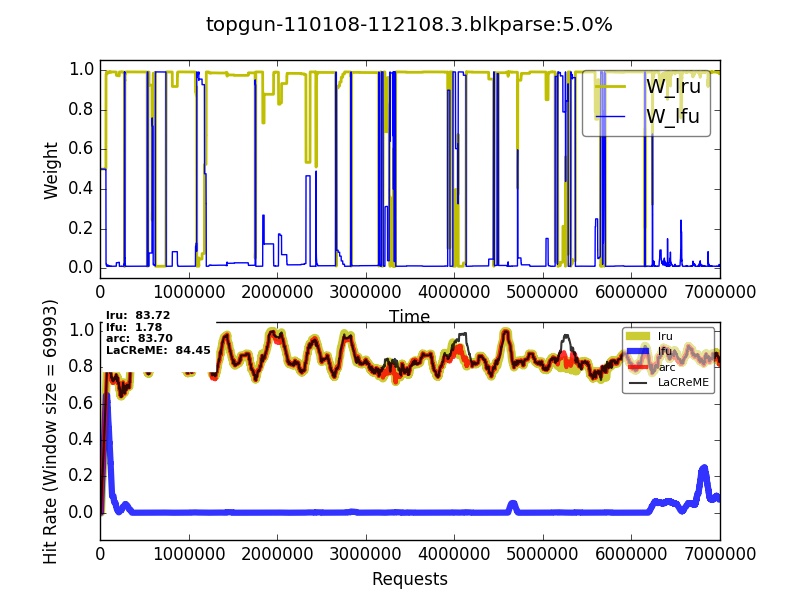 topgun-110108-112108.3.blkparse:5.0%
1.0
0.8
0.6
0.4
0.2
0.0
Weight
W_lru
W_lfu
0 1000000 2000000 3000000 4000000 5000000 6000000 7000000
Time
lru: 83.72
lfu: 1.78
arc: 83.70
LaCReME: 84.45
1.0
0.8
0.6
0.4
0.2
0.0
Hit Rate (Window size = 69993)
lru
lfu
arc
LaCReME
0 1000000 2000000 3000000 4000000 5000000 6000000 7000000
Requests